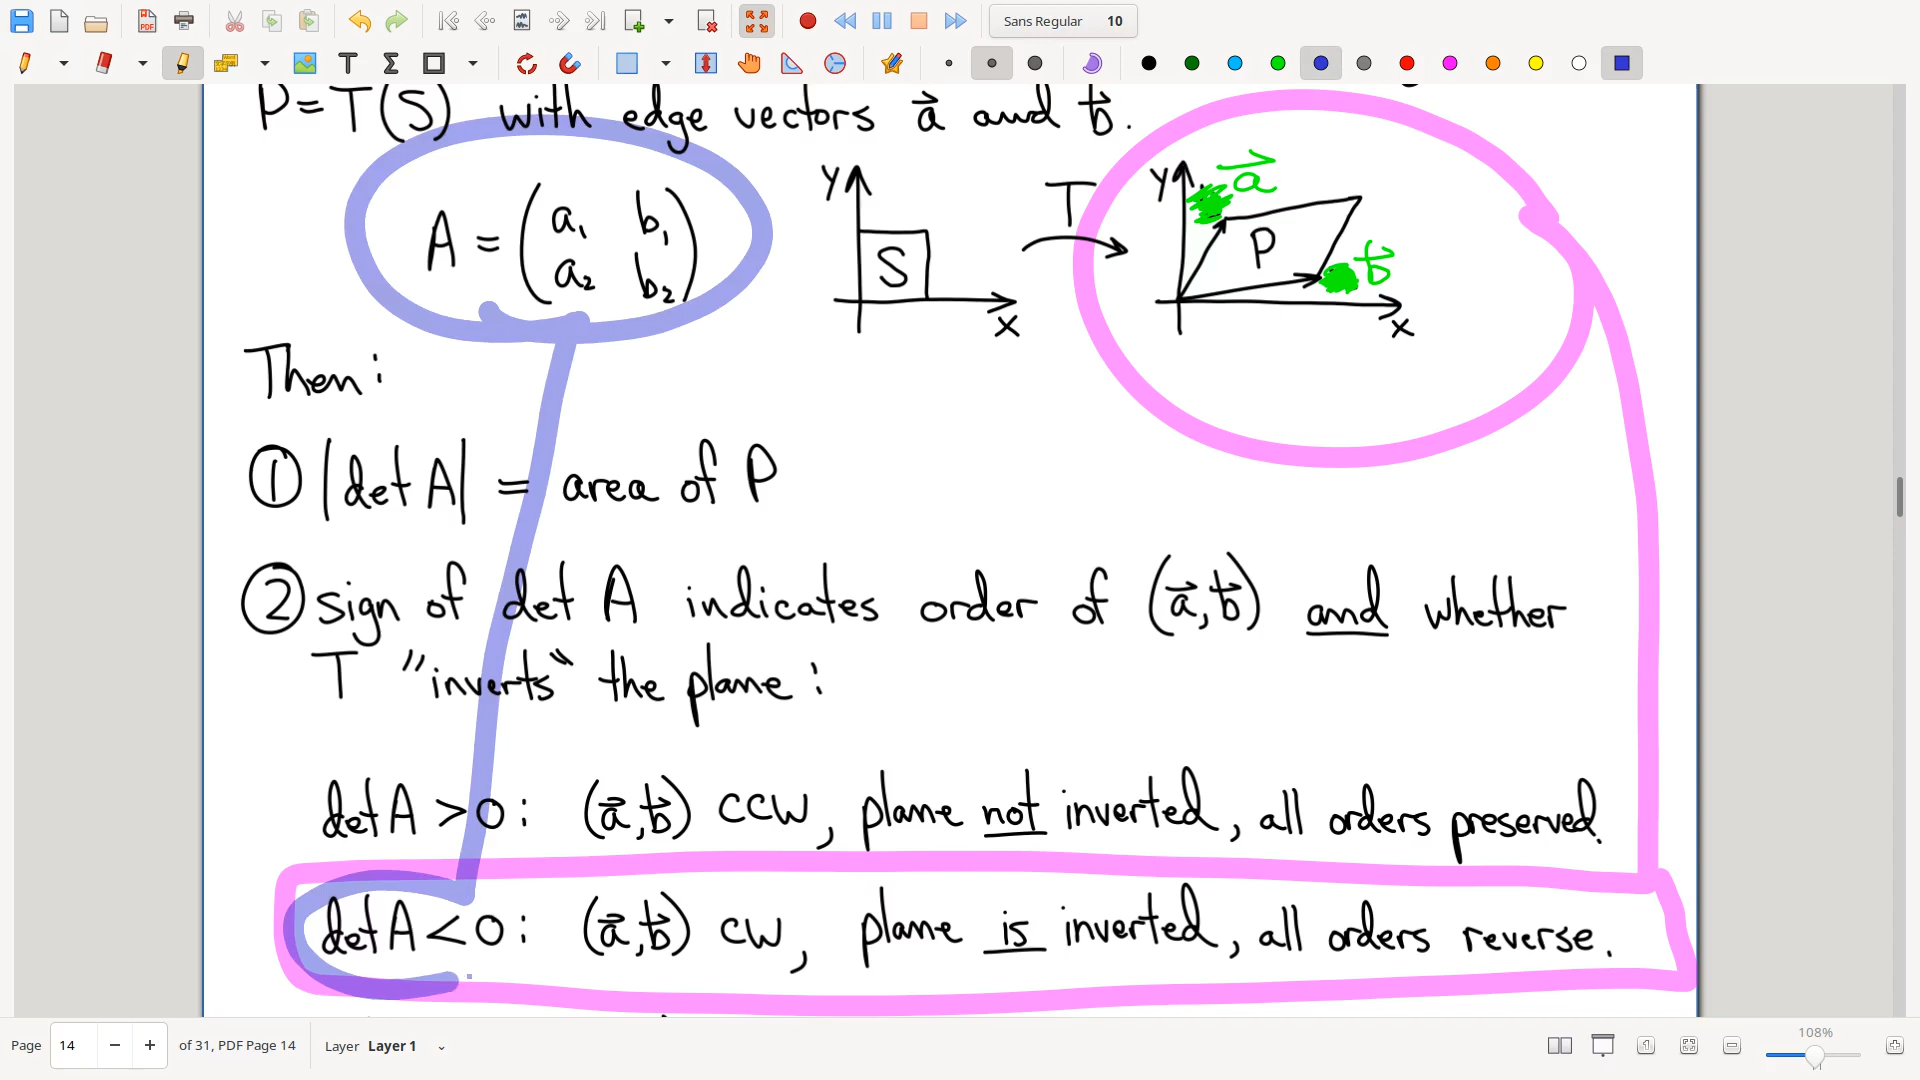 Sans Regular 10
P=T(S) with edge vectors a⃗ and b⃗.
A = (a₁ b₁
a₂ b₂)
y
S
x
T
y
a⃗
P
b⃗
x
Then:
① |det A| = area of P
② sign of det A indicates order of (a⃗,b⃗) and whether
T "inverts" the plane:
det A > 0: (a⃗,b⃗) CCW, plane not inverted, all orders preserved.
det A < 0: (a⃗,b⃗) CW, plane is inverted, all orders reverse.
Page 14 of 31, PDF Page 14 Layer Layer 1
108%